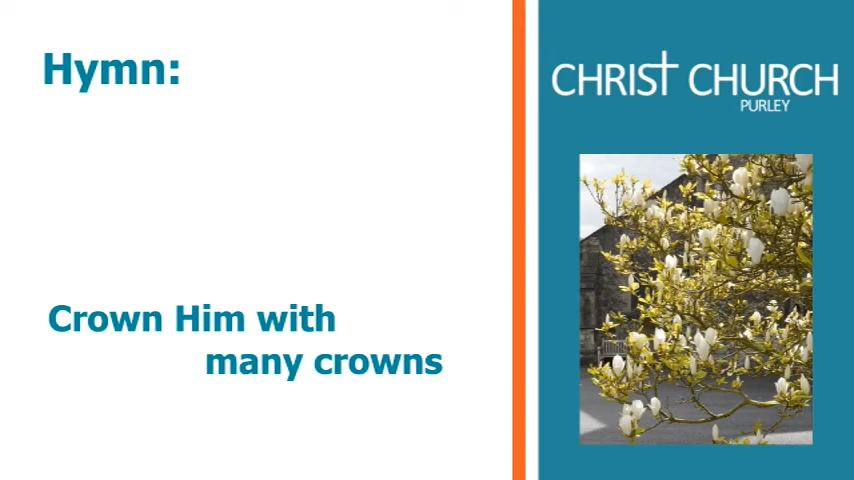 Hymn:
Crown Him with
many crowns
CHRIST CHURCH
PURLEY